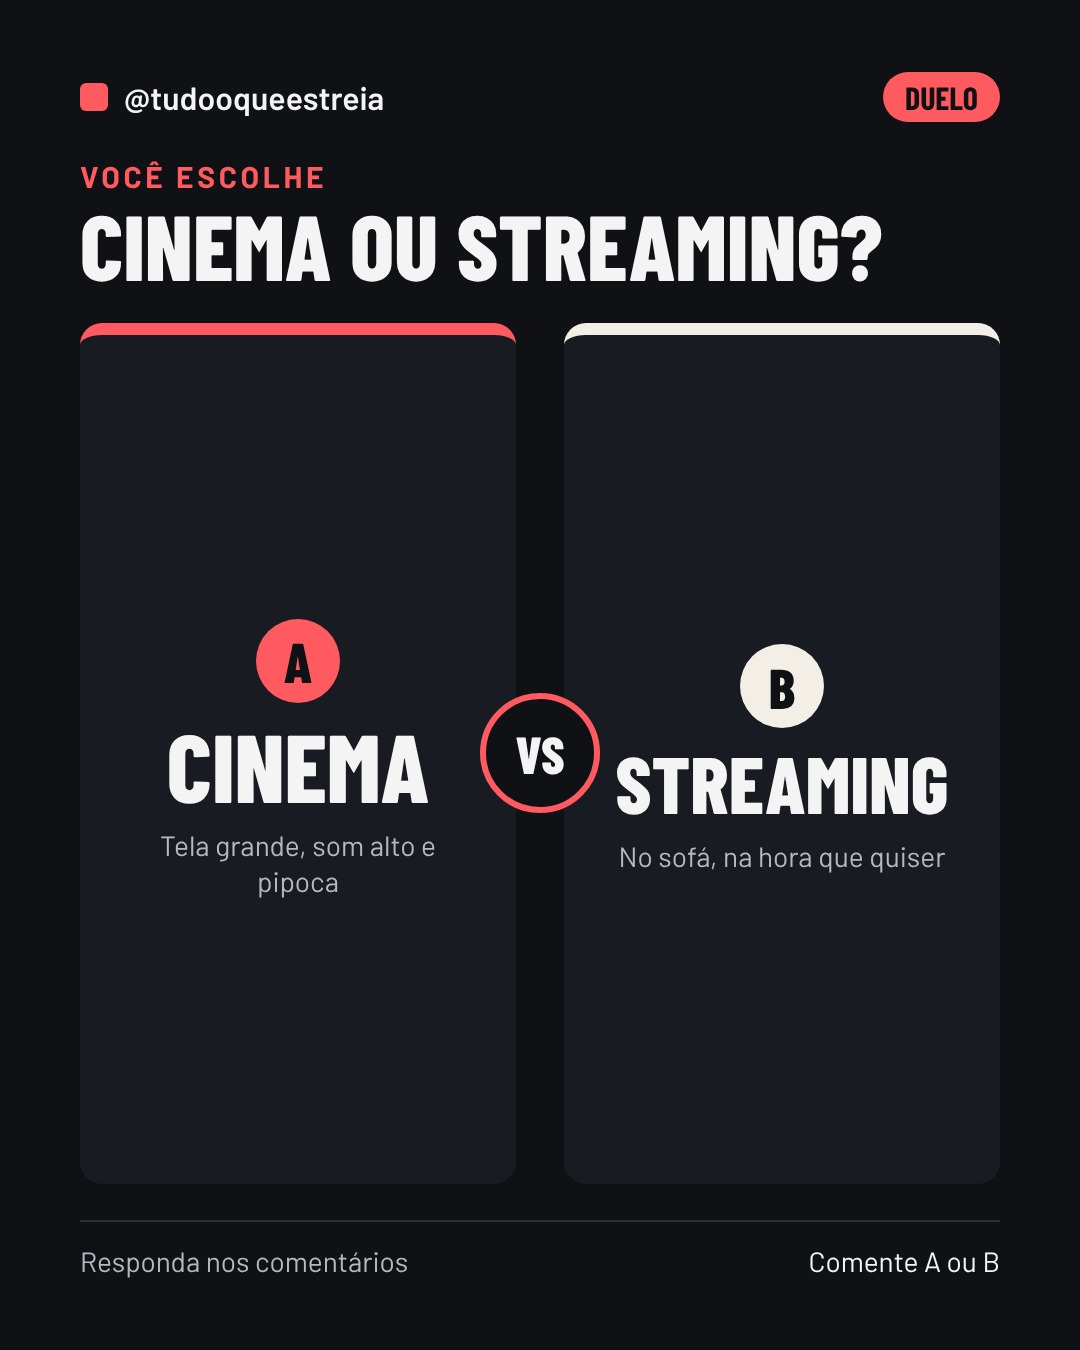 @tudooqueestreia
DUELO
VOCÊ ESCOLHE
CINEMA OU STREAMING?
A
CINEMA
Tela grande, som alto e
pipoca
VS
B
STREAMING
No sofá, na hora que quiser
Responda nos comentários
Comente A ou B